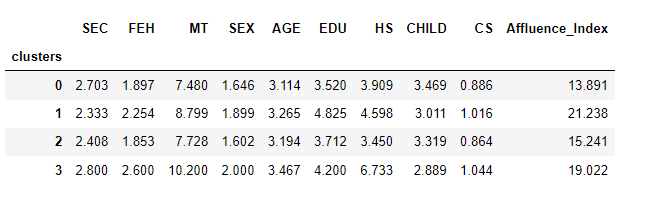 SEC FEH MT SEX AGE EDU HS CHILD CS Affluence_Index
clusters
0 2.703 1.897 7.480 1.646 3.114 3.520 3.909 3.469 0.886 13.891
1 2.333 2.254 8.799 1.899 3.265 4.825 4.598 3.011 1.016 21.238
2 2.408 1.853 7.728 1.602 3.194 3.712 3.450 3.319 0.864 15.241
3 2.800 2.600 10.200 2.000 3.467 4.200 6.733 2.889 1.044 19.022